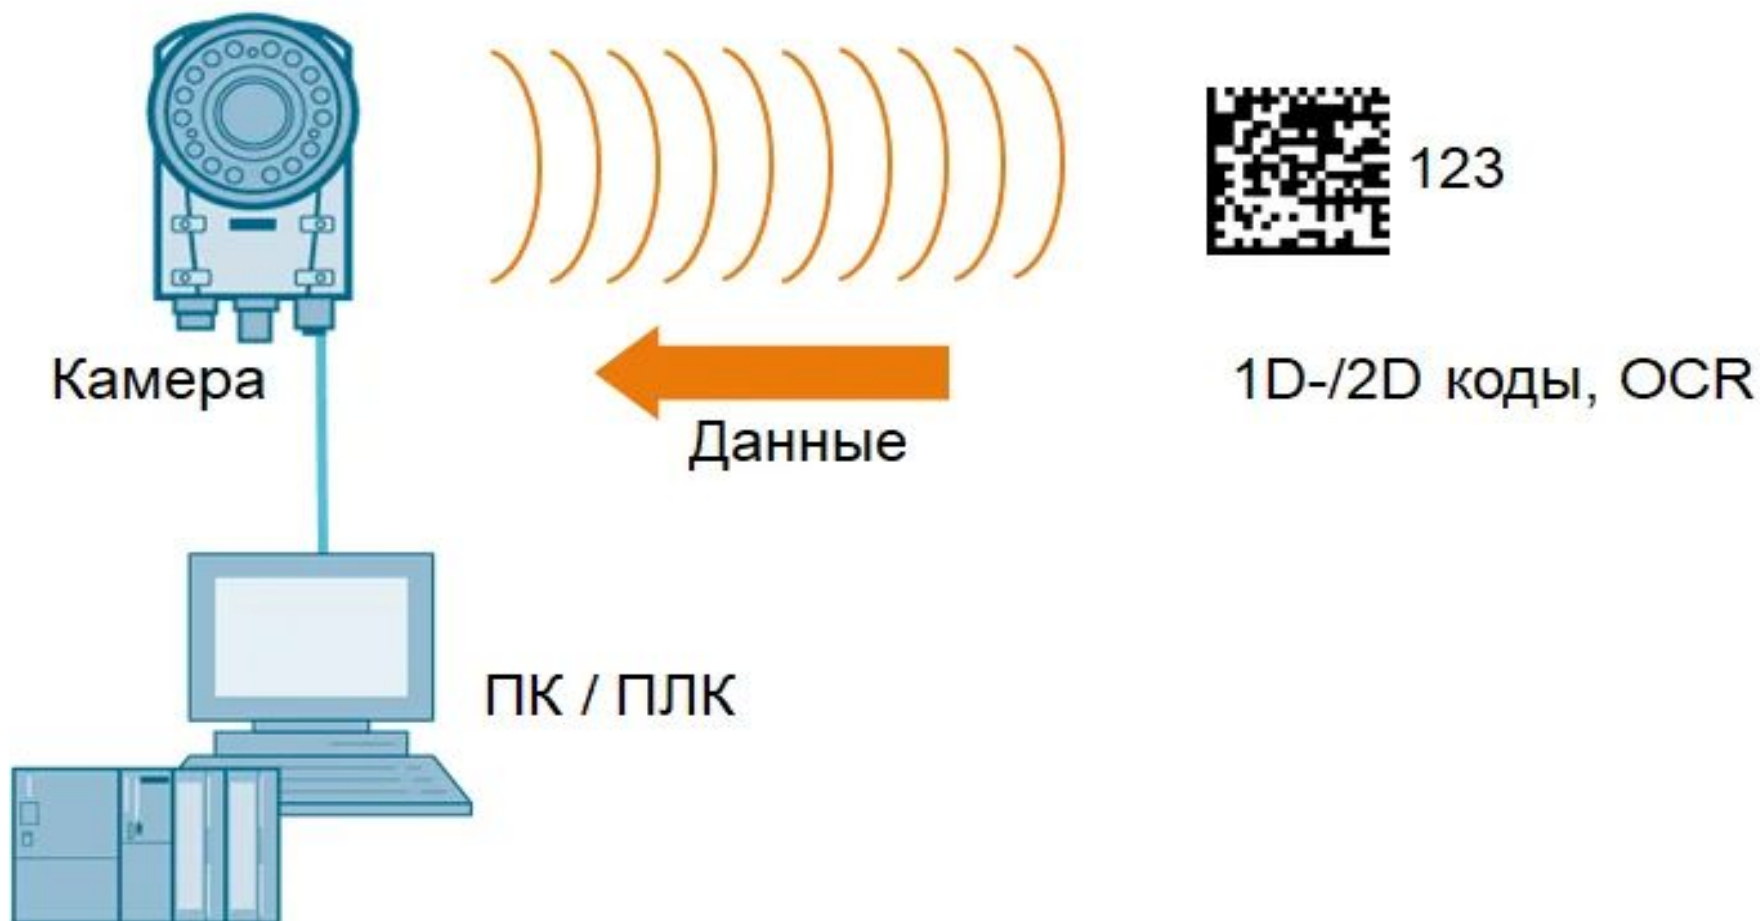 123
Камера
1D-/2D коды, OCR
Данные
ПК / ПЛК